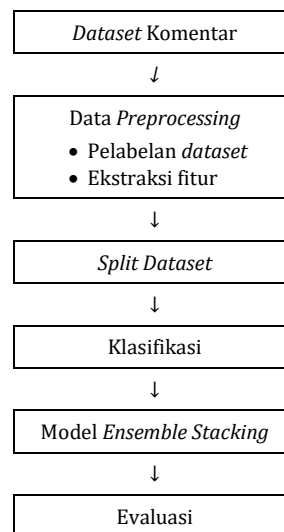 Dataset Komentar
↓
Data Preprocessing
• Pelabelan dataset
• Ekstraksi fitur
↓
Split Dataset
↓
Klasifikasi
↓
Model Ensemble Stacking
↓
Evaluasi